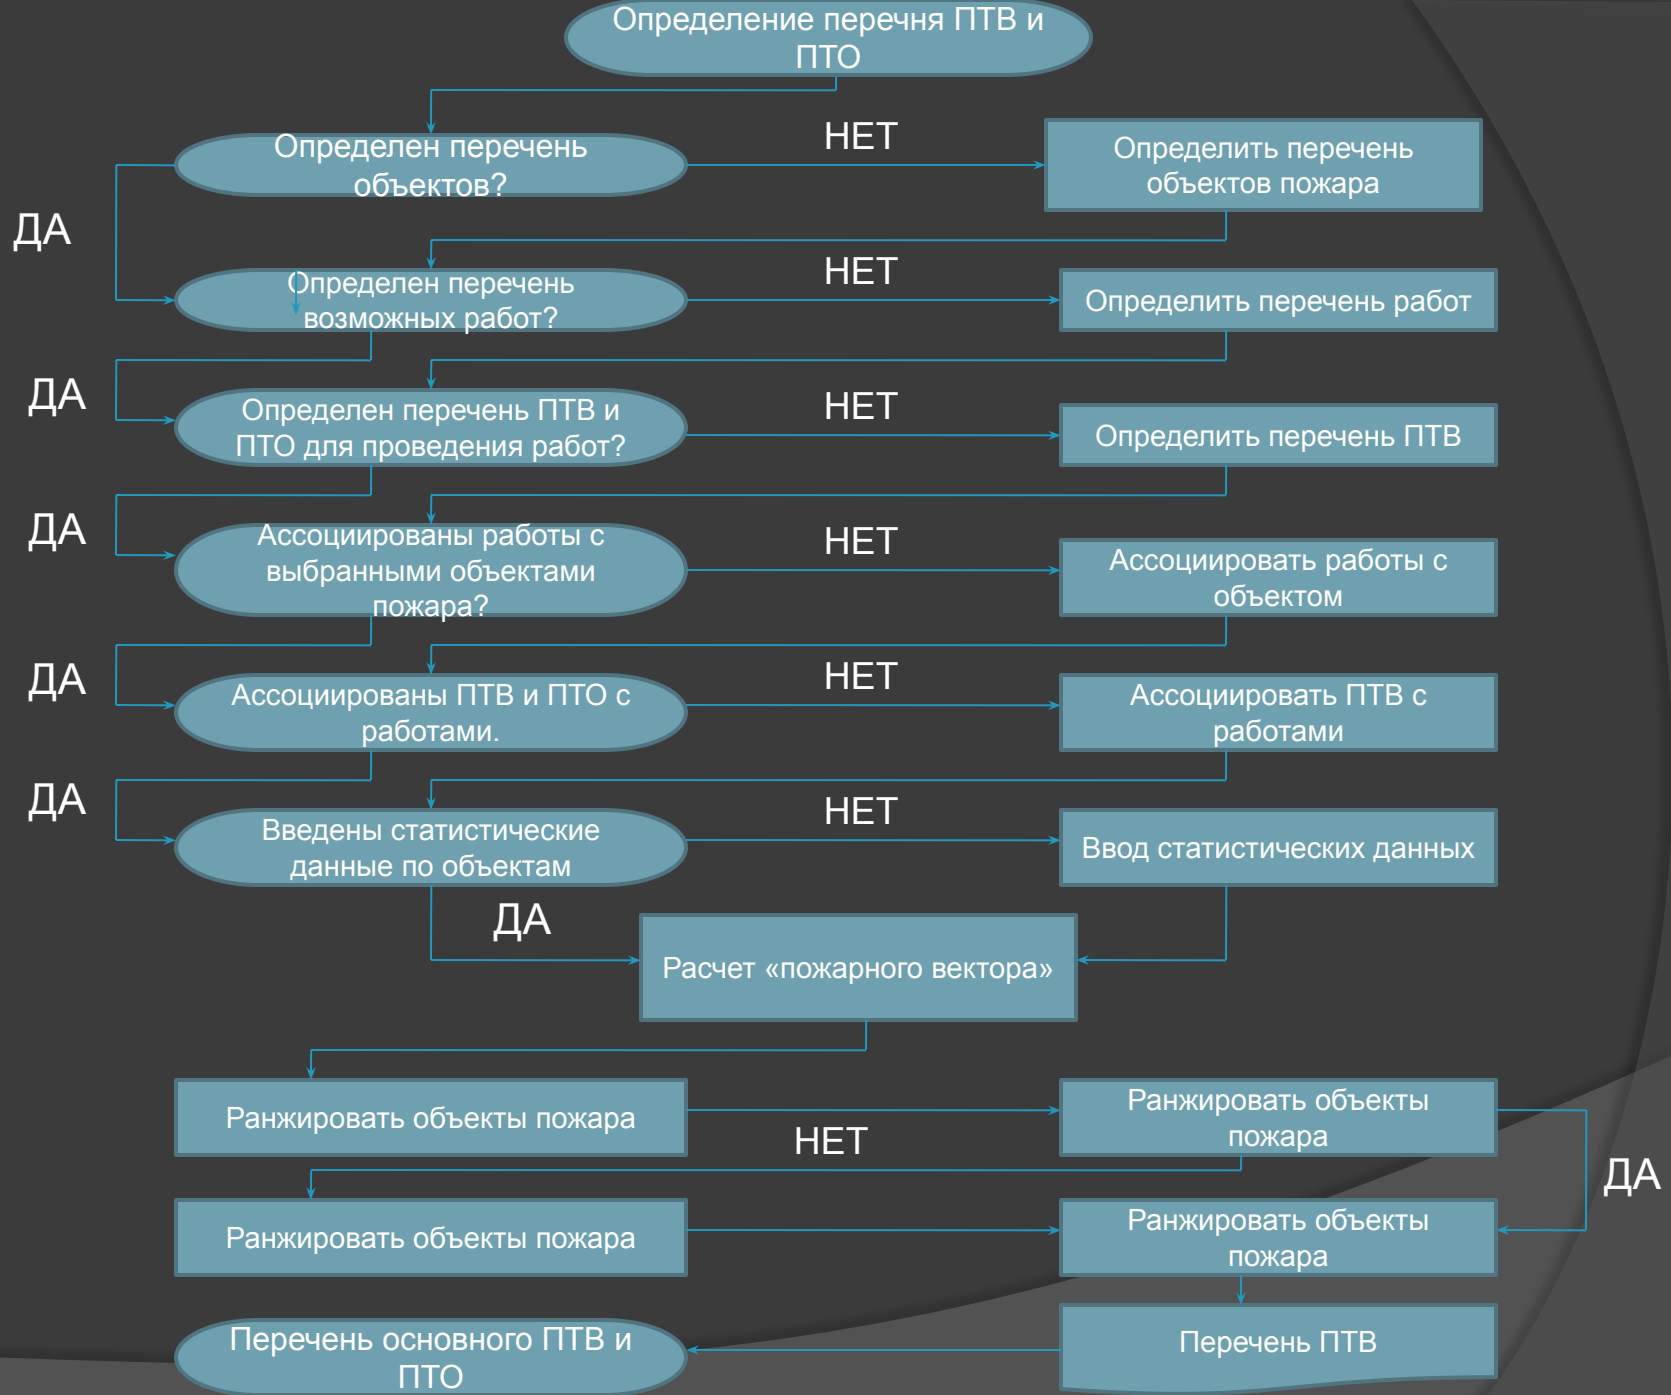 Определение перечня ПТВ и
ПТО
НЕТ
Определен перечень
объектов?
Определить перечень
объектов пожара
ДА
НЕТ
Определен перечень
возможных работ?
Определить перечень работ
ДА
НЕТ
Определен перечень ПТВ и
ПТО для проведения работ?
Определить перечень ПТВ
ДА
НЕТ
Ассоциированы работы с
выбранными объектами
пожара?
Ассоциировать работы с
объектом
ДА
НЕТ
Ассоциированы ПТВ и ПТО с
работами.
Ассоциировать ПТВ с
работами
ДА
НЕТ
Введены статистические
данные по объектам
Ввод статистических данных
ДА
Расчет «пожарного вектора»
Ранжировать объекты пожара
Ранжировать объекты
пожара
НЕТ
ДА
Ранжировать объекты пожара
Ранжировать объекты
пожара
Перечень основного ПТВ и
ПТО
Перечень ПТВ